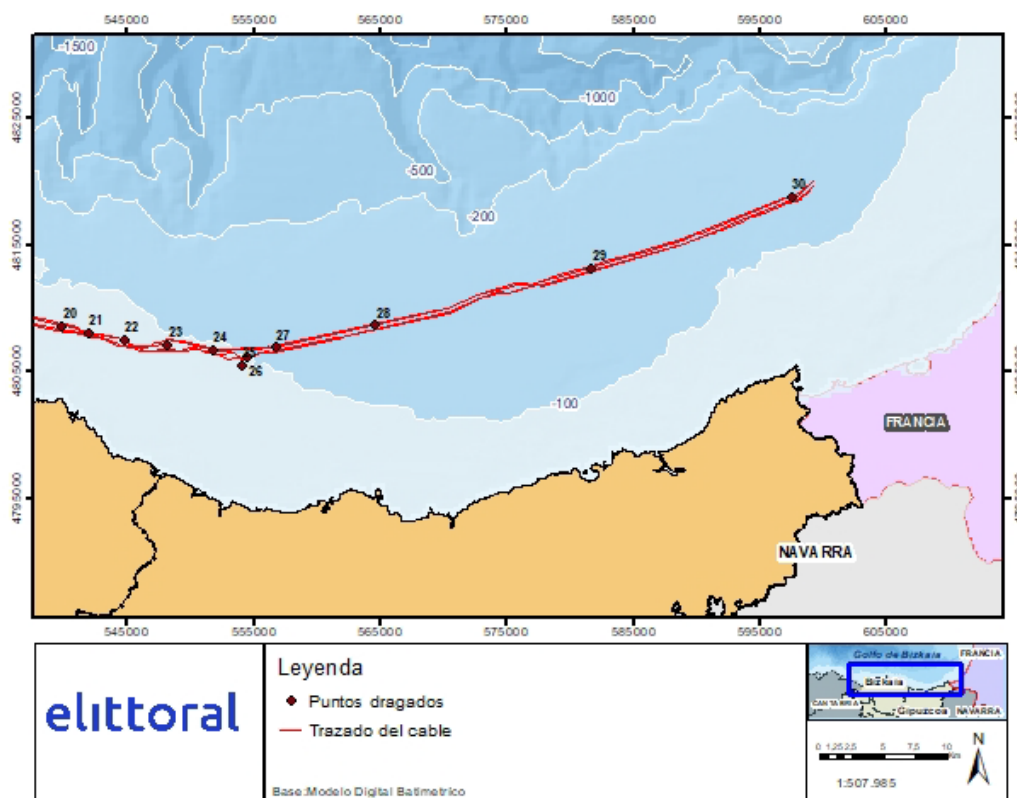 545000 555000 565000 575000 585000 595000 605000
-1500
-1000
4825000
-500
30
-200
4815000 4815000
29
28
20 21 22 23 24 25 27
26
4805000
-100
FRANCIA
4795000
NAVARRA
545000 555000 565000 575000 585000 595000 605000
elittoral
Leyenda
Puntos dragados
Trazado del cable
Base:Modelo Digital Batimetrico
Golfo de Bizkaia
FRANCIA
Bizkaia
CANTABRIA
Gipuzcoa
NAVARRA
N
0 1,25 2,5 5 7,5 10
Km
1:507.985